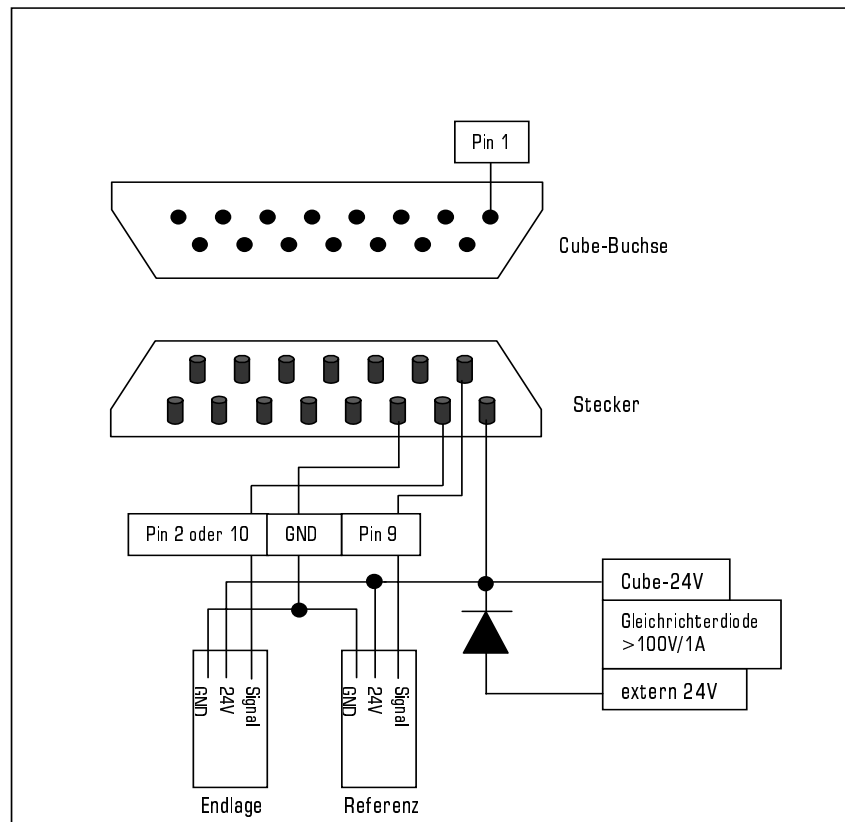 Pin 1
Cube-Buchse
Stecker
Pin 2 oder 10
GND
Pin 9
Cube-24V
Gleichrichterdiode
>100V/1A
extern 24V
GND
24V
Signal
GND
24V
Signal
Endlage
Referenz